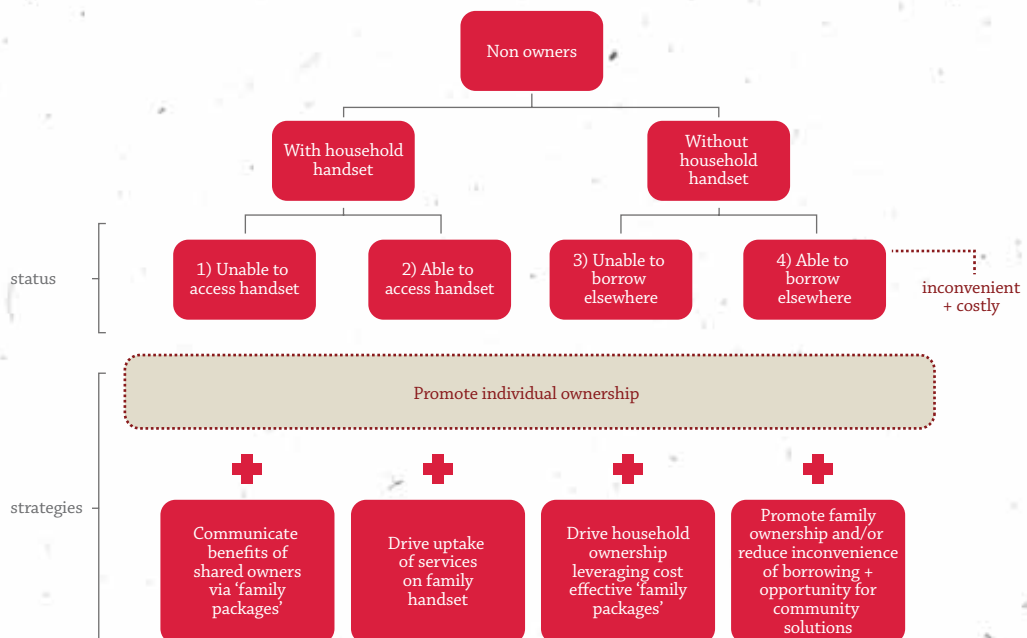 Non owners
With household
handset
Without
household
handset
status
1) Unable to
access handset
2) Able to
access handset
3) Unable to
borrow
elsewhere
4) Able to
borrow
elsewhere
inconvenient
+ costly
Promote individual ownership
strategies
Communicate
benefits of
shared owners
via ‘family
packages’
Drive uptake
of services
on family
handset
Drive household
ownership
leveraging cost
effective ‘family
packages’
Promote family
ownership and/or
reduce inconvenience
of borrowing +
opportunity for
community
solutions